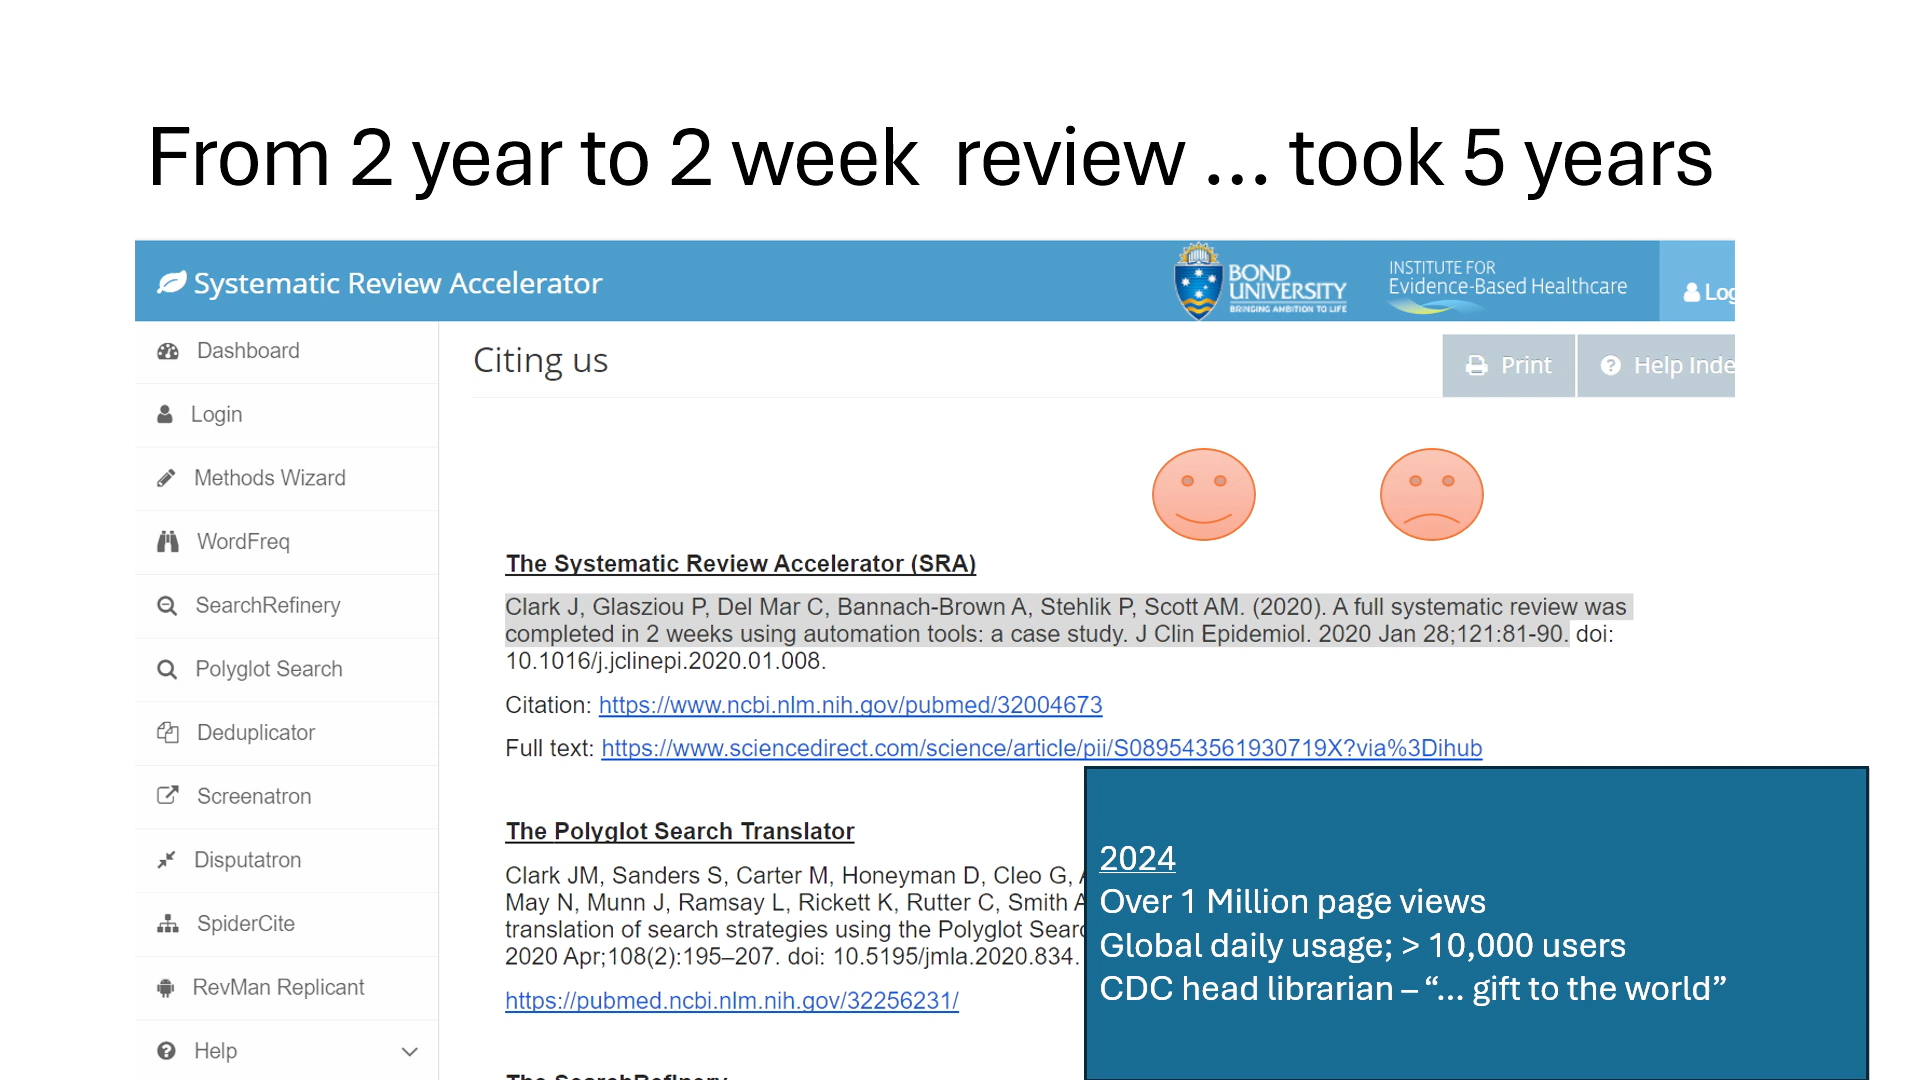 From 2 year to 2 week review ... took 5 years
Systematic Review Accelerator
BOND
UNIVERSITY
BRINGING AMBITION TO LIFE
INSTITUTE FOR
Evidence-Based Healthcare
Log
Dashboard
Login
Methods Wizard
WordFreq
SearchRefinery
Polyglot Search
Deduplicator
Screenatron
Disputatron
SpiderCite
RevMan Replicant
Help
Citing us
Print
Help Inde
The Systematic Review Accelerator (SRA)
Clark J, Glasziou P, Del Mar C, Bannach-Brown A, Stehlik P, Scott AM. (2020). A full systematic review was
completed in 2 weeks using automation tools: a case study. J Clin Epidemiol. 2020 Jan 28;121:81-90. doi:
10.1016/j.jclinepi.2020.01.008.
Citation: https://www.ncbi.nlm.nih.gov/pubmed/32004673
Full text: https://www.sciencedirect.com/science/article/pii/S089543561930719X?via%3Dihub
The Polyglot Search Translator
Clark JM, Sanders S, Carter M, Honeyman D, Cleo G,
May N, Munn J, Ramsay L, Rickett K, Rutter C, Smith
translation of search strategies using the Polyglot Sear
2020 Apr;108(2):195–207. doi: 10.5195/jmla.2020.834.
https://pubmed.ncbi.nlm.nih.gov/32256231/
The SearchRefinery
2024
Over 1 Million page views
Global daily usage; > 10,000 users
CDC head librarian – “... gift to the world”